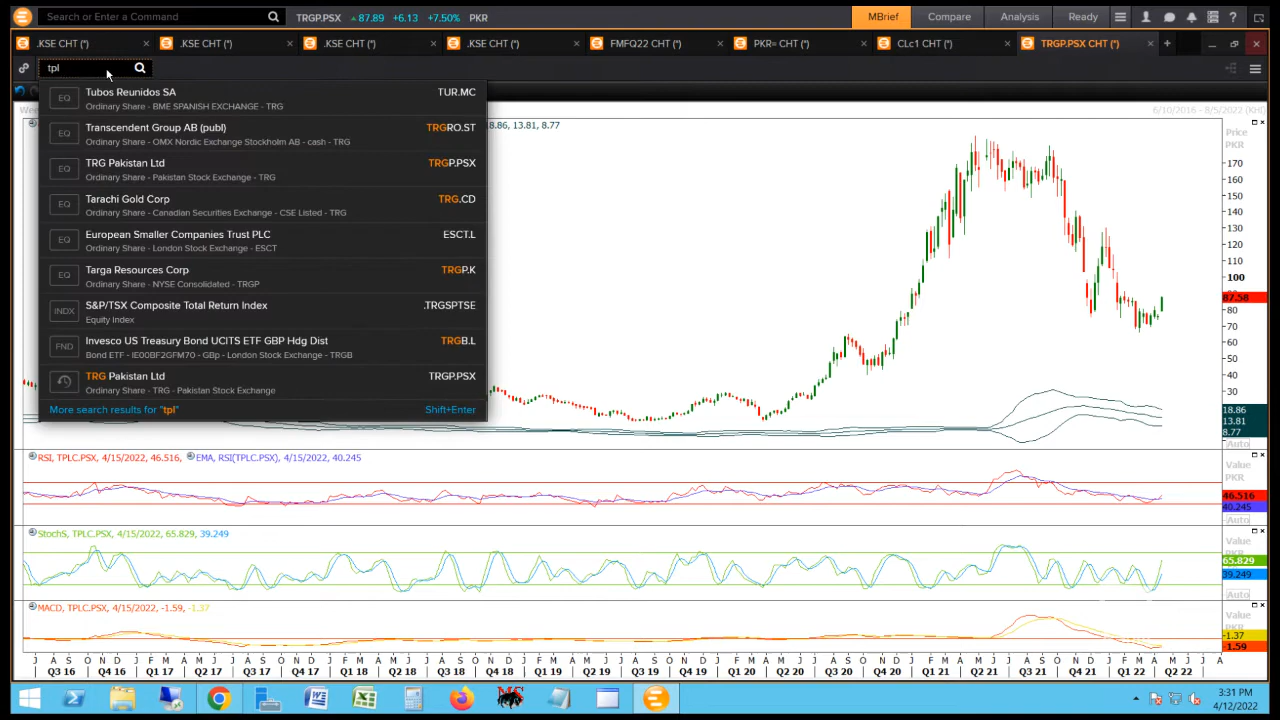 Search or Enter a Command
TRGP.PSX 87.89 +6.13 +7.50% PKR
MBrief Compare Analysis Ready
.KSE CHT (*) .KSE CHT (*) .KSE CHT (*) .KSE CHT (*) FMFQ22 CHT (*) PKR= CHT (*) CLc1 CHT (*) TRGP.PSX CHT (*)
tpl
Tubos Reunidos SA TUR.MC
Ordinary Share - BME SPANISH EXCHANGE - TRG
6/10/2016 - 8/5/2022 (KHI)
18.86, 13.81, 8.77
Transcendent Group AB (publ) TRGRO.ST
Ordinary Share - OMX Nordic Exchange Stockholm AB - cash - TRG
TRG Pakistan Ltd TRGP.PSX
Ordinary Share - Pakistan Stock Exchange - TRG
Tarachi Gold Corp TRG.CD
Ordinary Share - Canadian Securities Exchange - CSE Listed - TRG
European Smaller Companies Trust PLC ESCT.L
Ordinary Share - London Stock Exchange - ESCT
Targa Resources Corp TRGP.K
Ordinary Share - NYSE Consolidated - TRGP
S&P/TSX Composite Total Return Index .TRGSPTSE
Equity Index
Invesco US Treasury Bond UCITS ETF GBP Hdg Dist TRGB.L
Bond ETF - IE00BF2GFM70 - GBp - London Stock Exchange - TRGB
TRG Pakistan Ltd TRGP.PSX
Ordinary Share - TRG - Pakistan Stock Exchange
More search results for "tpl" Shift+Enter
EQ
EQ
EQ
EQ
EQ
EQ
INDX
FND
Price
PKR
170
160
150
140
130
120
110
100
87.58
80
70
60
50
40
30
18.86
13.81
8.77
Auto
RSI, TPLC.PSX, 4/15/2022, 46.516, EMA, RSI(TPLC.PSX), 4/15/2022, 40.245
Value
PKR
46.516
40.245
Auto
StochS, TPLC.PSX, 4/15/2022, 65.829, 39.249
Value
PKR
65.829
39.249
Auto
MACD, TPLC.PSX, 4/15/2022, -1.59, -1.37
Value
PKR
-1.37
-1.59
J A S O N D J F M A M J J A S O N D J F M A M J J A S O N D J F M A M J J A S O N D J F M A M J J A S O N D J F M A M J J A S O N D J F M A M J J A
Q3 16 Q4 16 Q1 17 Q2 17 Q3 17 Q4 17 Q1 18 Q2 18 Q3 18 Q4 18 Q1 19 Q2 19 Q3 19 Q4 19 Q1 20 Q2 20 Q3 20 Q4 20 Q1 21 Q2 21 Q3 21 Q4 21 Q1 22 Q2 22
3:31 PM
4/12/2022